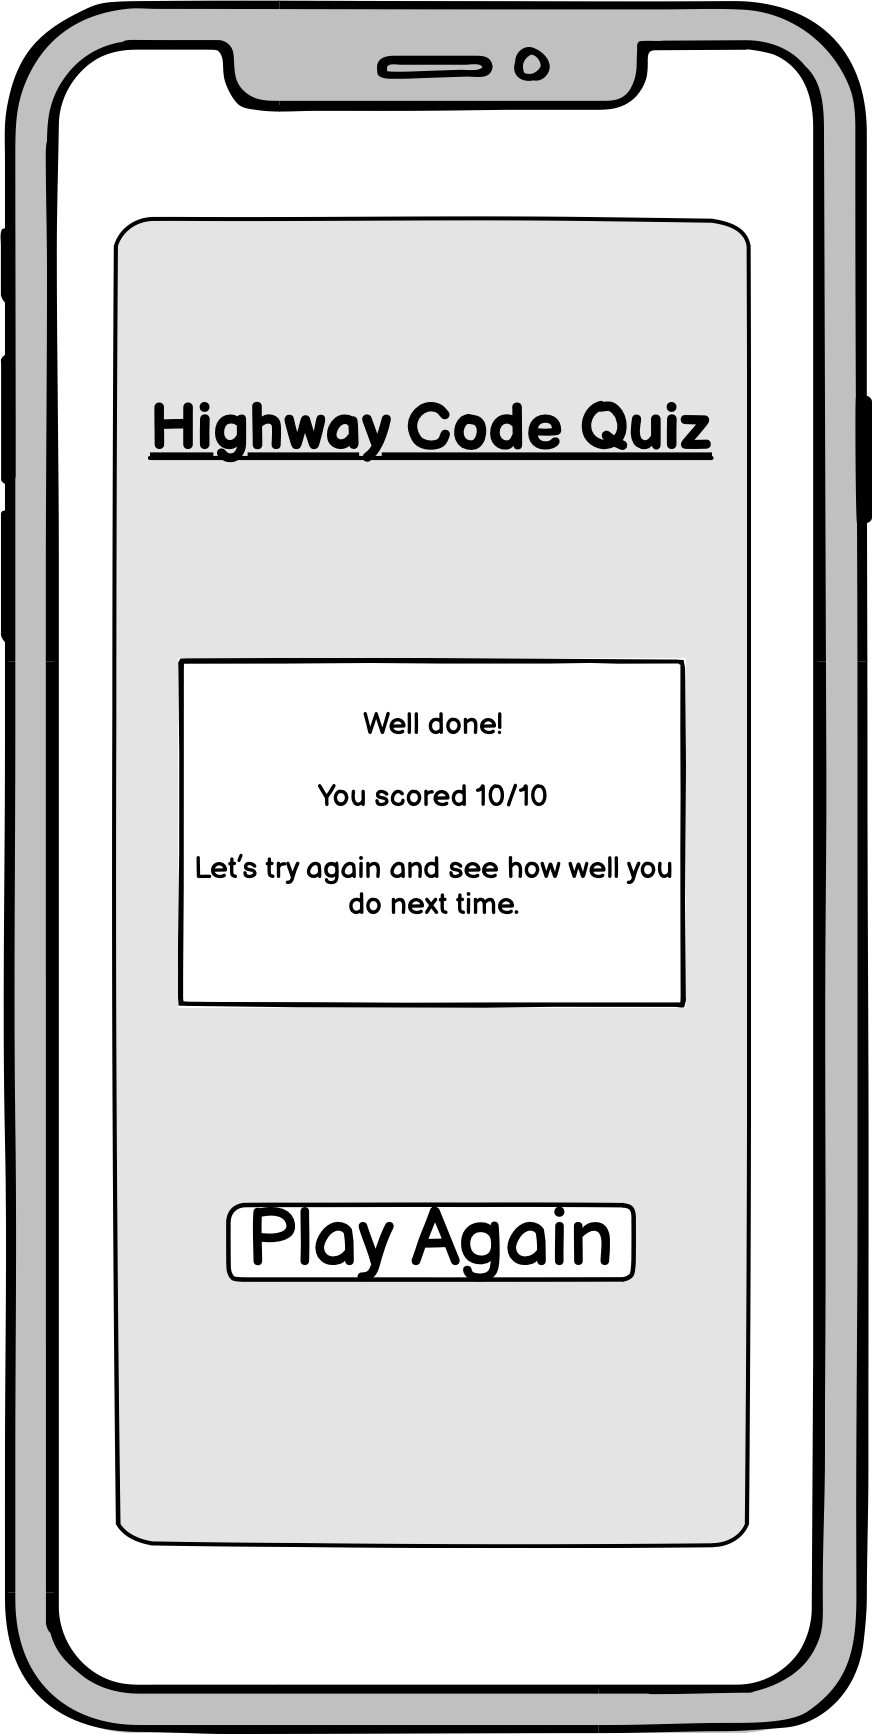 Highway Code Quiz
Well done!
You scored 10/10
Let's try again and see how well you
do next time.
Play Again